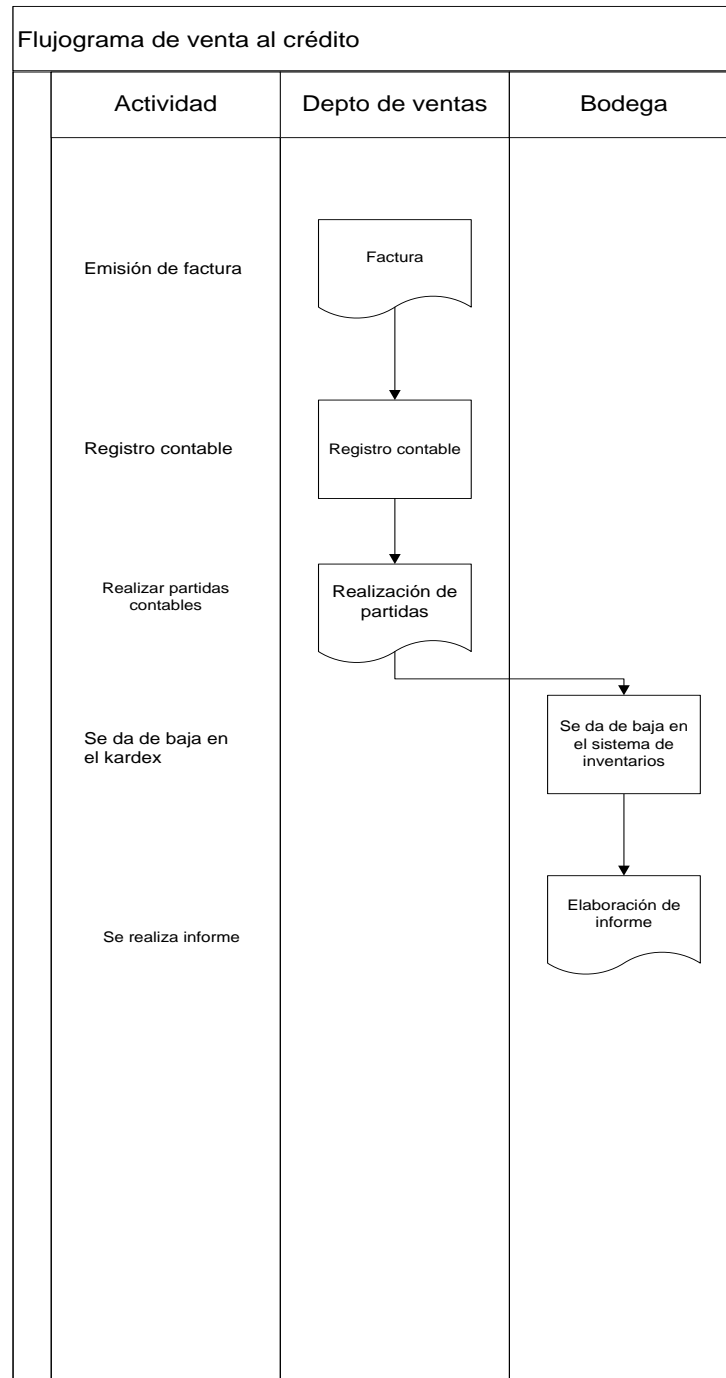 Flujograma de venta al crédito
Actividad
Depto de ventas
Bodega
Emisión de factura
Factura
Registro contable
Registro contable
Realizar partidas
contables
Realización de
partidas
Se da de baja en
el kardex
Se da de baja en
el sistema de
inventarios
Se realiza informe
Elaboración de
informe